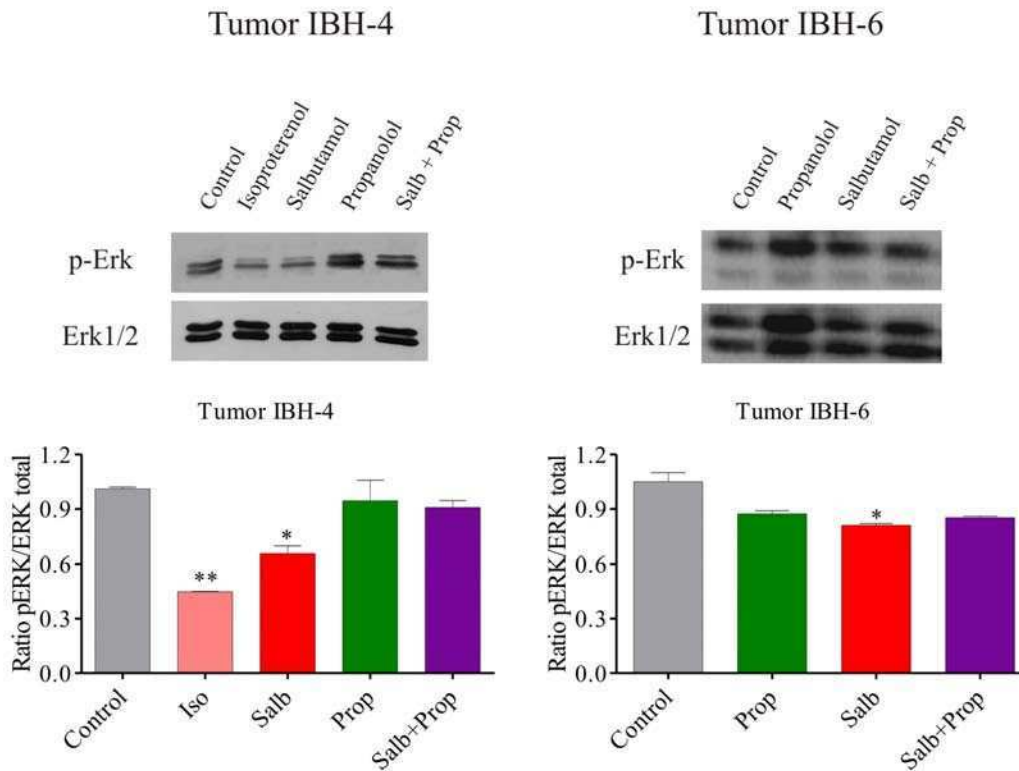 Tumor IBH-4
Control
Isoproterenol
Salbutamol
Propanolol
Salb + Prop
p-Erk
Erk1/2
Tumor IBH-4
Ratio pERK/ERK total
1.2
0.9
0.6
0.3
0.0
**
*
Control
Iso
Salb
Prop
Salb+Prop
Tumor IBH-6
Control
Propanolol
Salbutamol
Salb + Prop
p-Erk
Erk1/2
Tumor IBH-6
Ratio pERK/ERK total
1.2
0.9
0.6
0.3
0.0
*
Control
Prop
Salb
Salb+Prop